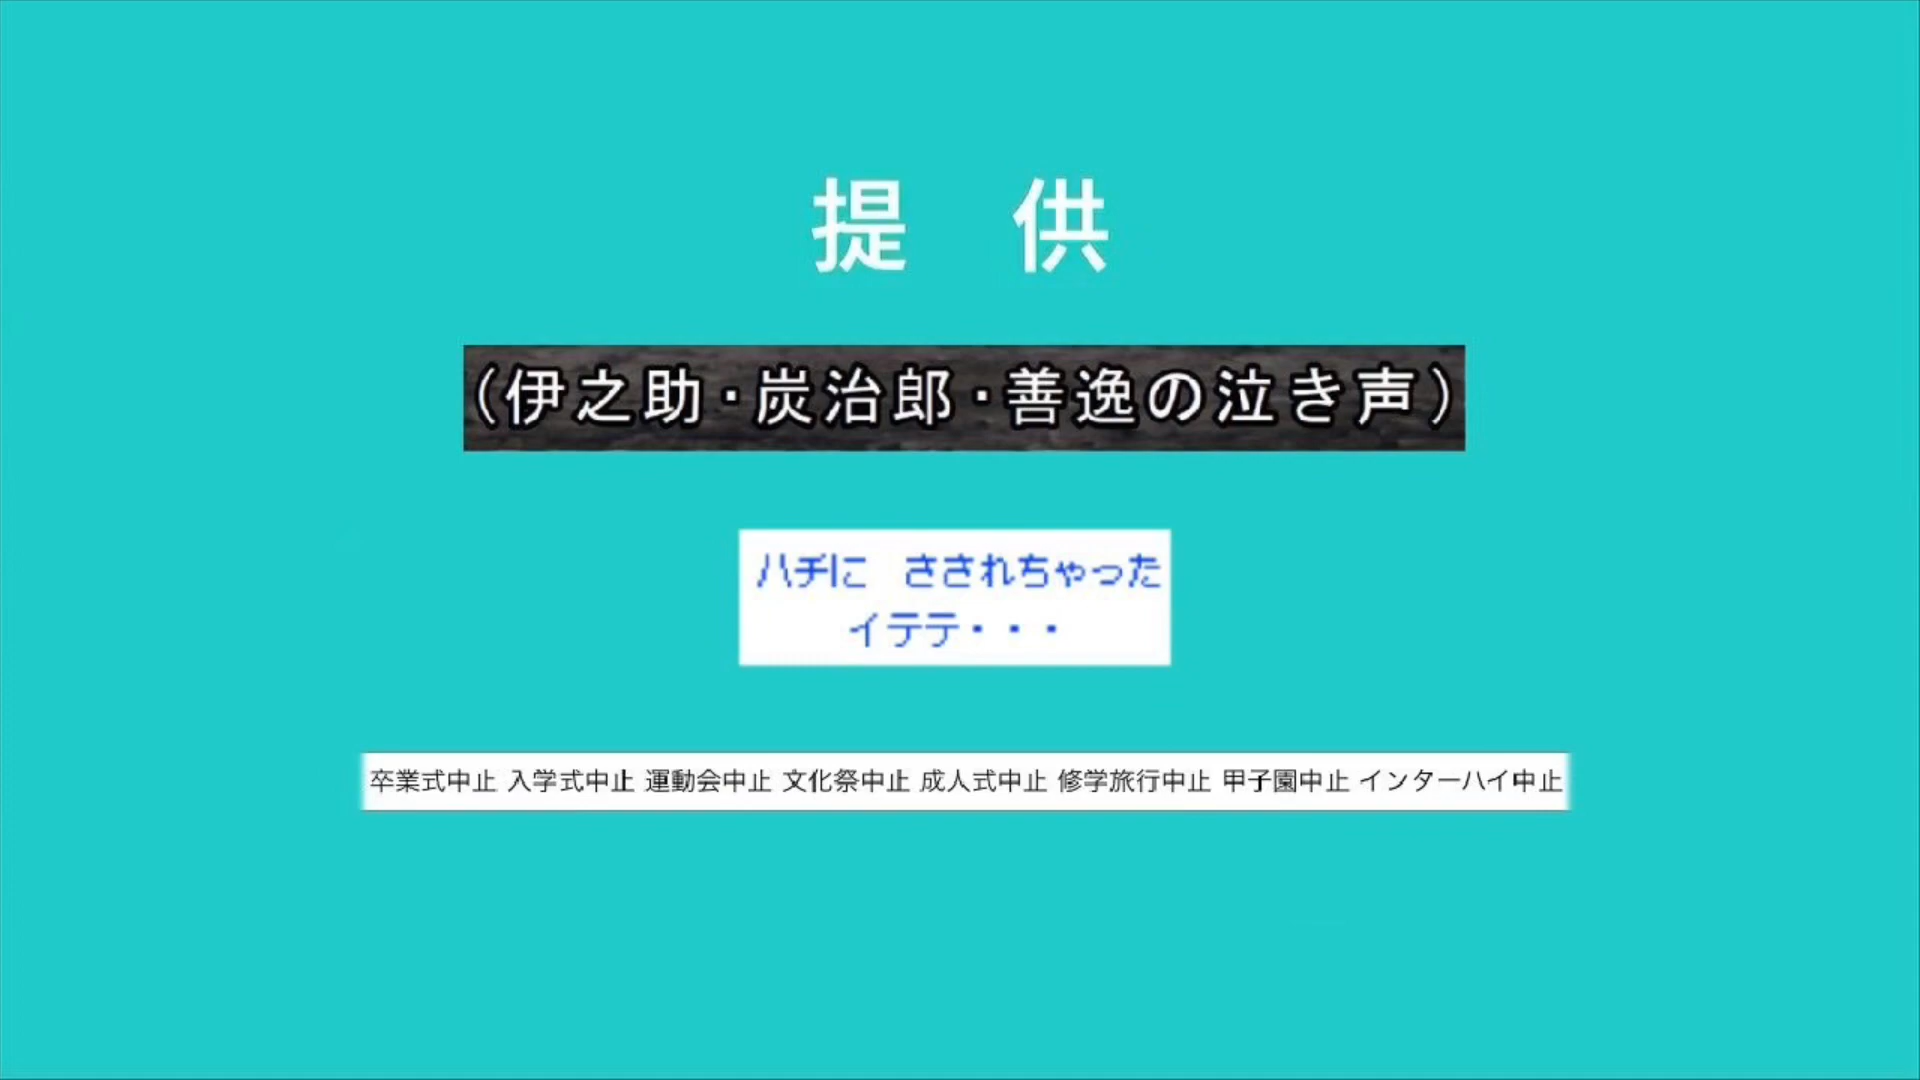 提　供
（伊之助・炭治郎・善逸の泣き声）
ハチに　さされちゃった
イテテ・・・
卒業式中止 入学式中止 運動会中止 文化祭中止 成人式中止 修学旅行中止 甲子園中止 インターハイ中止